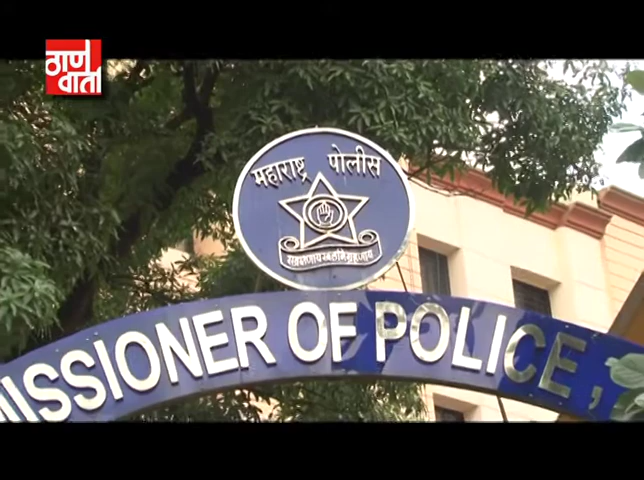 ठाणे
वार्ता
महाराष्ट्र पोलीस
सद्रक्षणाय खलनिग्रहणाय
MISSIONER OF POLICE,